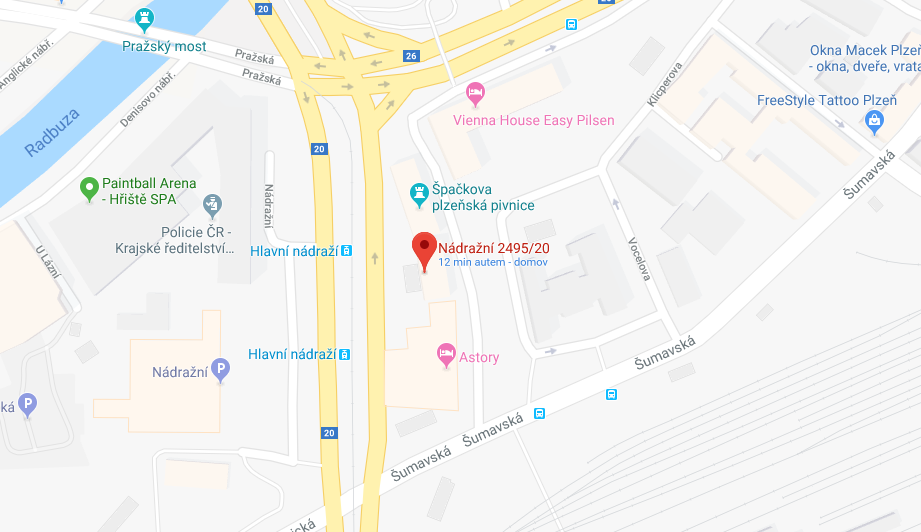 20
Pražský most
Anglické nábř.
Pražská
Pražská
26
Okna Macek Plzeň
- okna, dveře, vrata
Klicperova
Vienna House Easy Pilsen
FreeStyle Tattoo Plzeň
Denisovo nábř.
Radbuza
20
Šumavská
Paintball Arena
- Hřiště SPA
Nádražní
Špačkova
plzeňská pivnice
Policie ČR -
Krajské ředitelství...
Hlavní nádraží
Nádražní 2495/20
12 min autem - domov
U Lázní
Vocelova
Hlavní nádraží
Astory
Šumavská
Nádražní
P
P
20
Šumavská
Šumavská